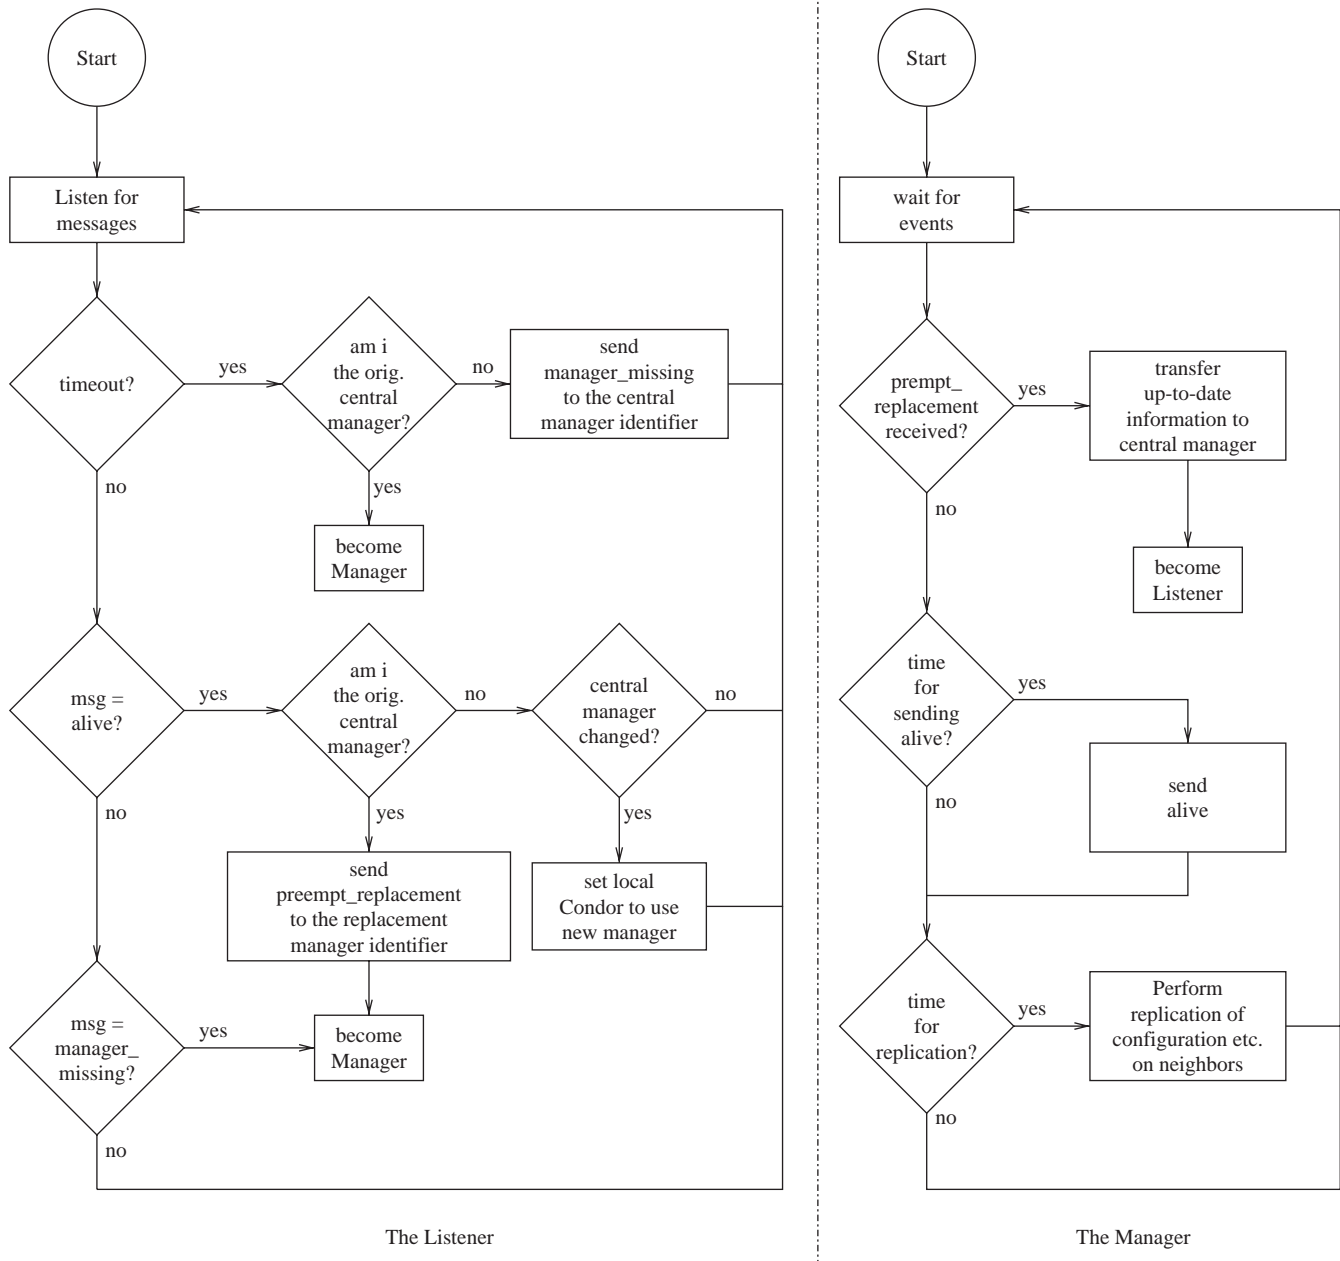 Start
Listen for
messages
timeout?
yes
am i
the orig.
central
manager?
no
send
manager_missing
to the central
manager identifier
yes
become
Manager
no
msg =
alive?
yes
am i
the orig.
central
manager?
no
central
manager
changed?
no
yes
send
preempt_replacement
to the replacement
manager identifier
yes
set local
Condor to use
new manager
no
msg =
manager_
missing?
yes
become
Manager
no
The Listener
Start
wait for
events
prempt_
replacement
received?
yes
transfer
up-to-date
information to
central manager
become
Listener
no
time
for
sending
alive?
yes
send
alive
no
time
for
replication?
yes
Perform
replication of
configuration etc.
on neighbors
no
The Manager